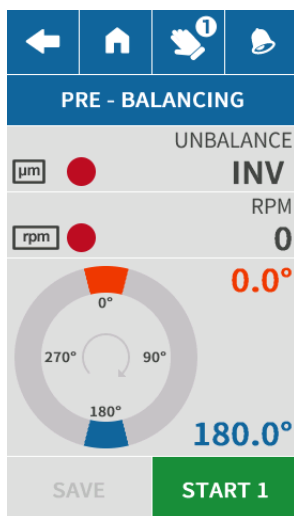 1
PRE - BALANCING
UNBALANCE
µm INV
RPM
rpm 0
0.0°
0°
270° 90°
180°
180.0°
SAVE START 1